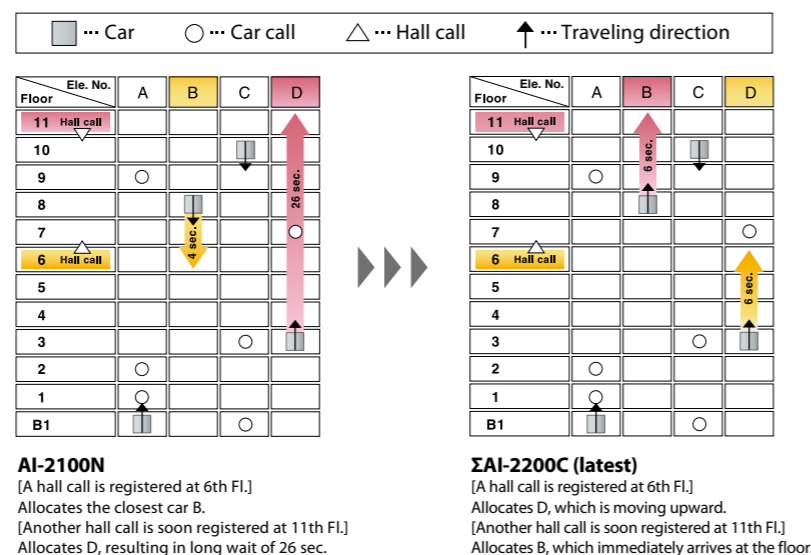 ··· Car ··· Car call ··· Hall call ··· Traveling direction
Ele. No. A B C D
Floor
11 Hall call
10
9
8
7
6 Hall call
5
4
3
2
1
B1
4 sec.
26 sec.
AI-2100N
[A hall call is registered at 6th Fl.]
Allocates the closest car B.
[Another hall call is soon registered at 11th Fl.]
Allocates D, resulting in long wait of 26 sec.
Ele. No. A B C D
Floor
11 Hall call
10
9
8
7
6 Hall call
5
4
3
2
1
B1
6 sec.
6 sec.
ΣAI-2200C (latest)
[A hall call is registered at 6th Fl.]
Allocates D, which is moving upward.
[Another hall call is soon registered at 11th Fl.]
Allocates B, which immediately arrives at the floor